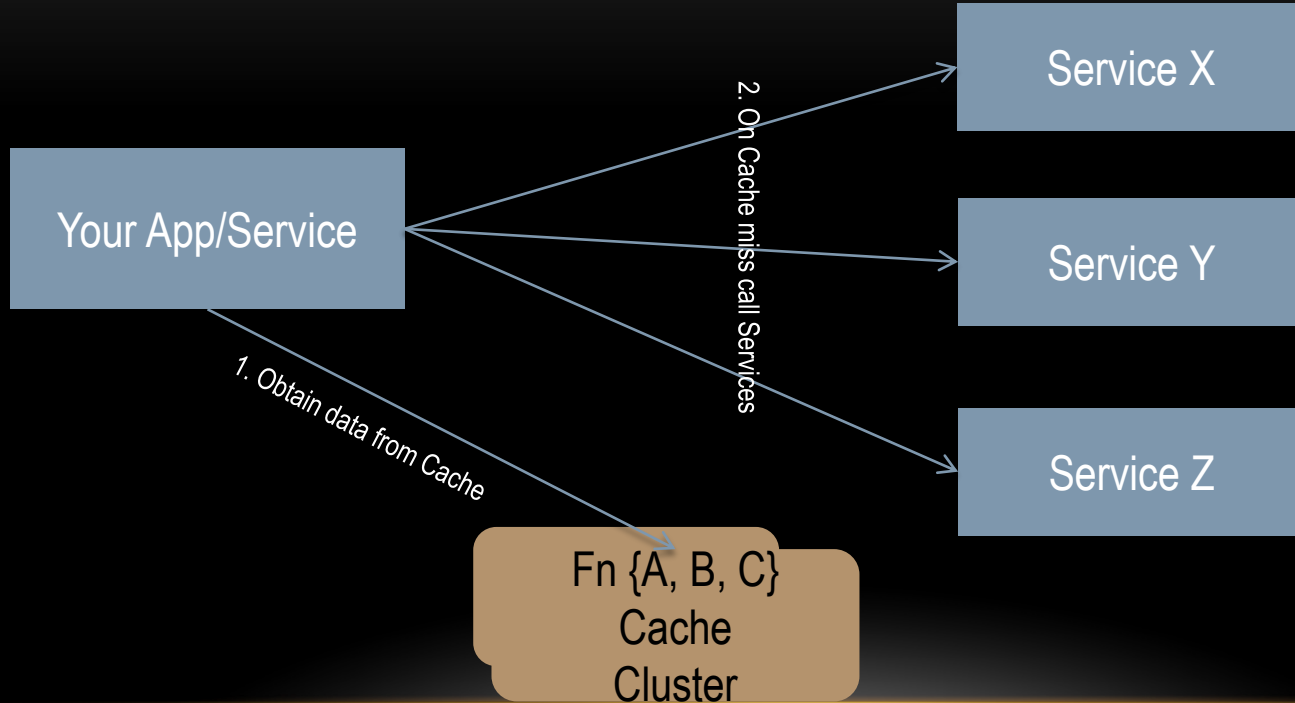 Service X
2. On Cache miss call Services
Your App/Service
Service Y
1. Obtain data from Cache
Service Z
Fn {A, B, C}
Cache
Cluster